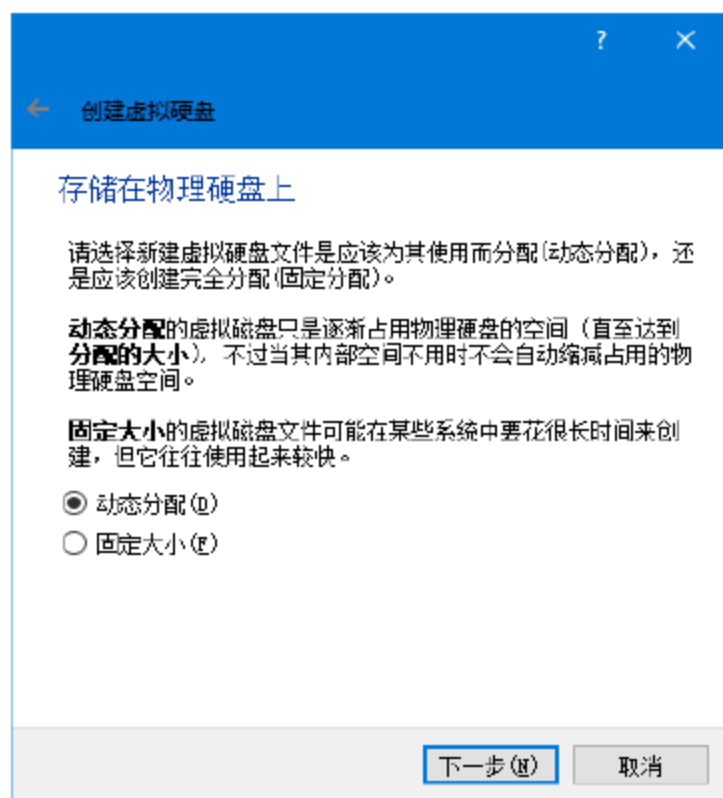 ?
创建虚拟硬盘
存储在物理硬盘上
请选择新建虚拟硬盘文件是应该为其使用而分配(动态分配)，还
是应该创建完全分配(固定分配)。
动态分配的虚拟磁盘只是逐渐占用物理硬盘的空间（直至达到
分配的大小），不过当其内部空间不用时不会自动缩减占用的物
理硬盘空间。
固定大小的虚拟磁盘文件可能在某些系统中要花很长时间来创
建，但它往往使用起来较快。
动态分配(D)
固定大小(F)
下一步(N) 取消